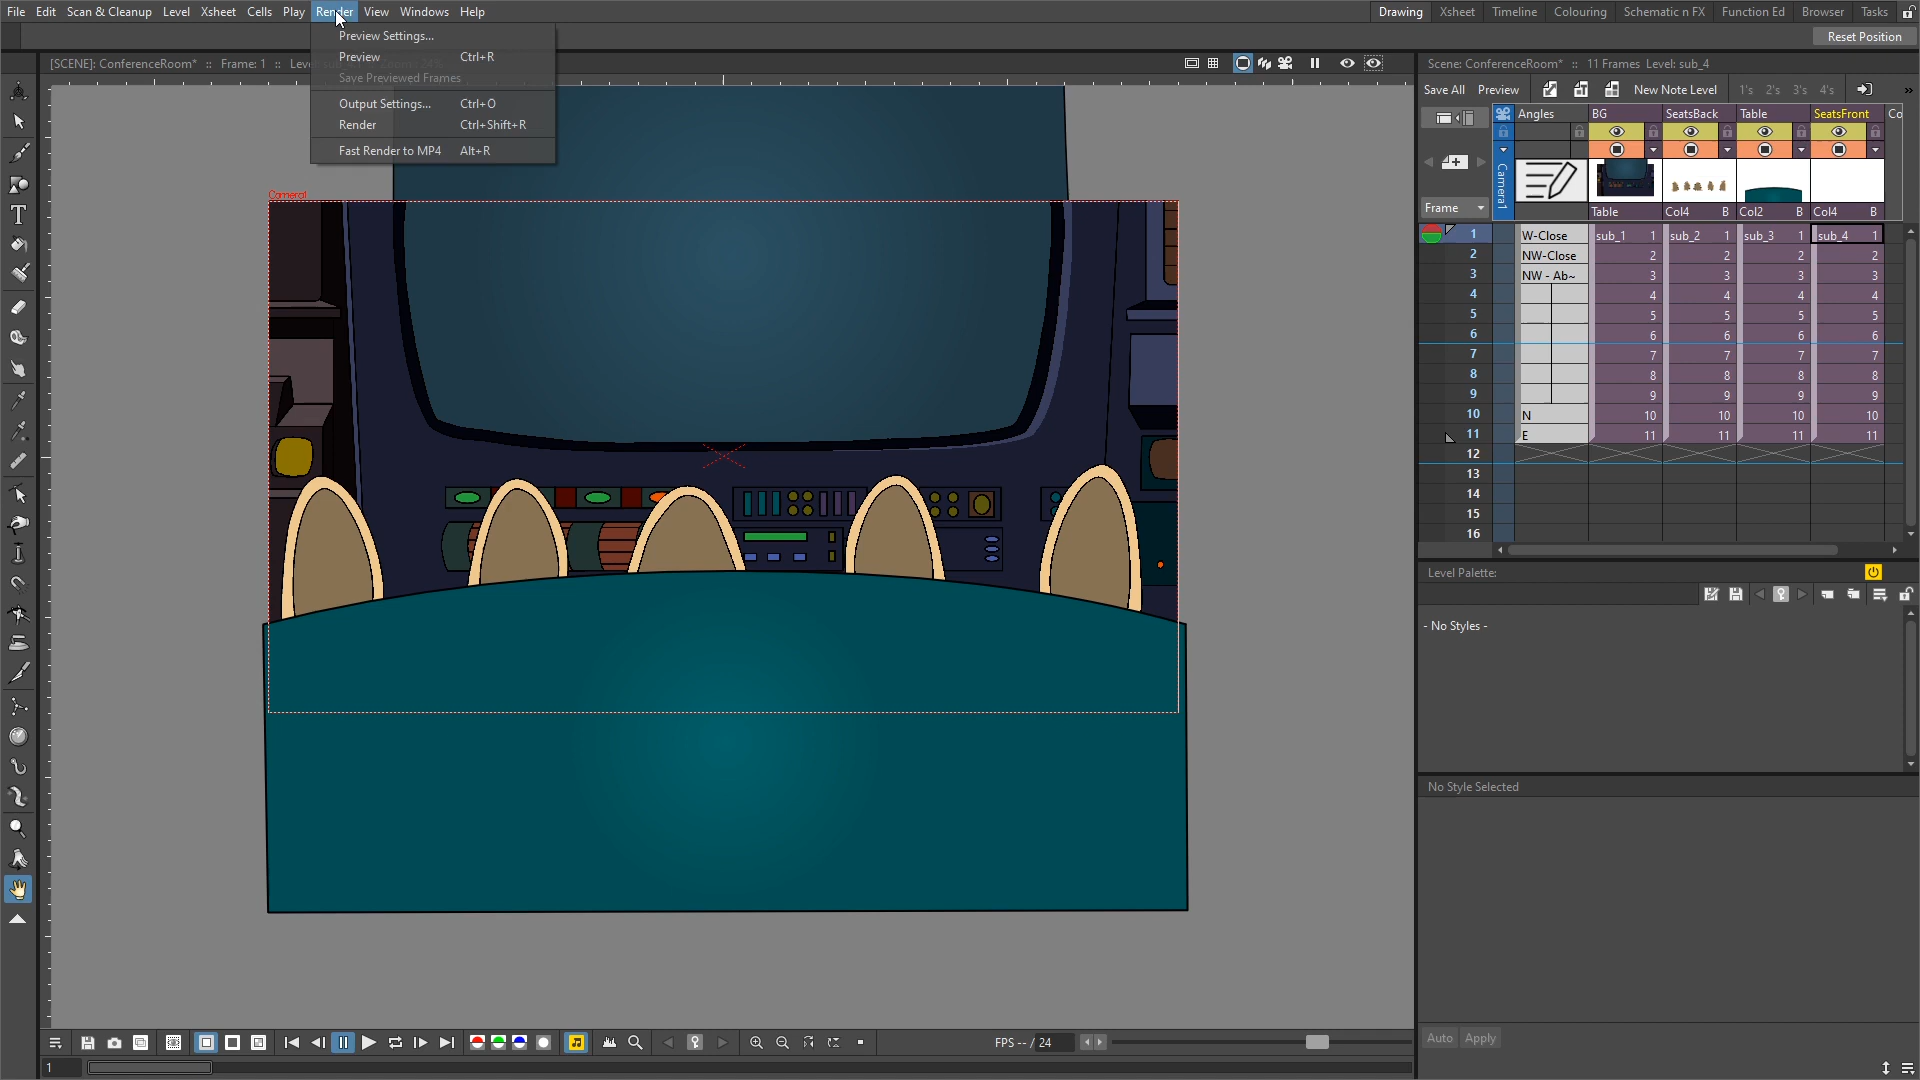 File Edit Scan & Cleanup Level Xsheet Cells Play Render View Windows Help
Drawing Xsheet Timeline Colouring Schematic n FX Function Ed Browser Tasks
Reset Position
Preview Settings...
Preview Ctrl+R
Save Previewed Frames
Output Settings... Ctrl+O
Render Ctrl+Shift+R
Fast Render to MP4 Alt+R
[SCENE]: ConferenceRoom* :: Frame: 1 :: Leve
Camera1
Scene: ConferenceRoom* :: 11 Frames Level: sub_4
Save All Preview New Note Level 1's 2's 3's 4's »
Angles BG SeatsBack Table SeatsFront Co
Camera1
Frame Table Col4 B Col2 B Col4 B
1 W-Close sub_1 1 sub_2 1 sub_3 1 sub_4 1
2 NW-Close 2 2 2 2
3 NW - Ab~ 3 3 3 3
4 4 4 4 4
5 5 5 5 5
6 6 6 6 6
7 7 7 7 7
8 8 8 8 8
9 9 9 9 9
10 N 10 10 10 10
11 E 11 11 11 11
12
13
14
15
16
Level Palette:
- No Styles -
No Style Selected
Auto Apply
FPS -- / 24
1